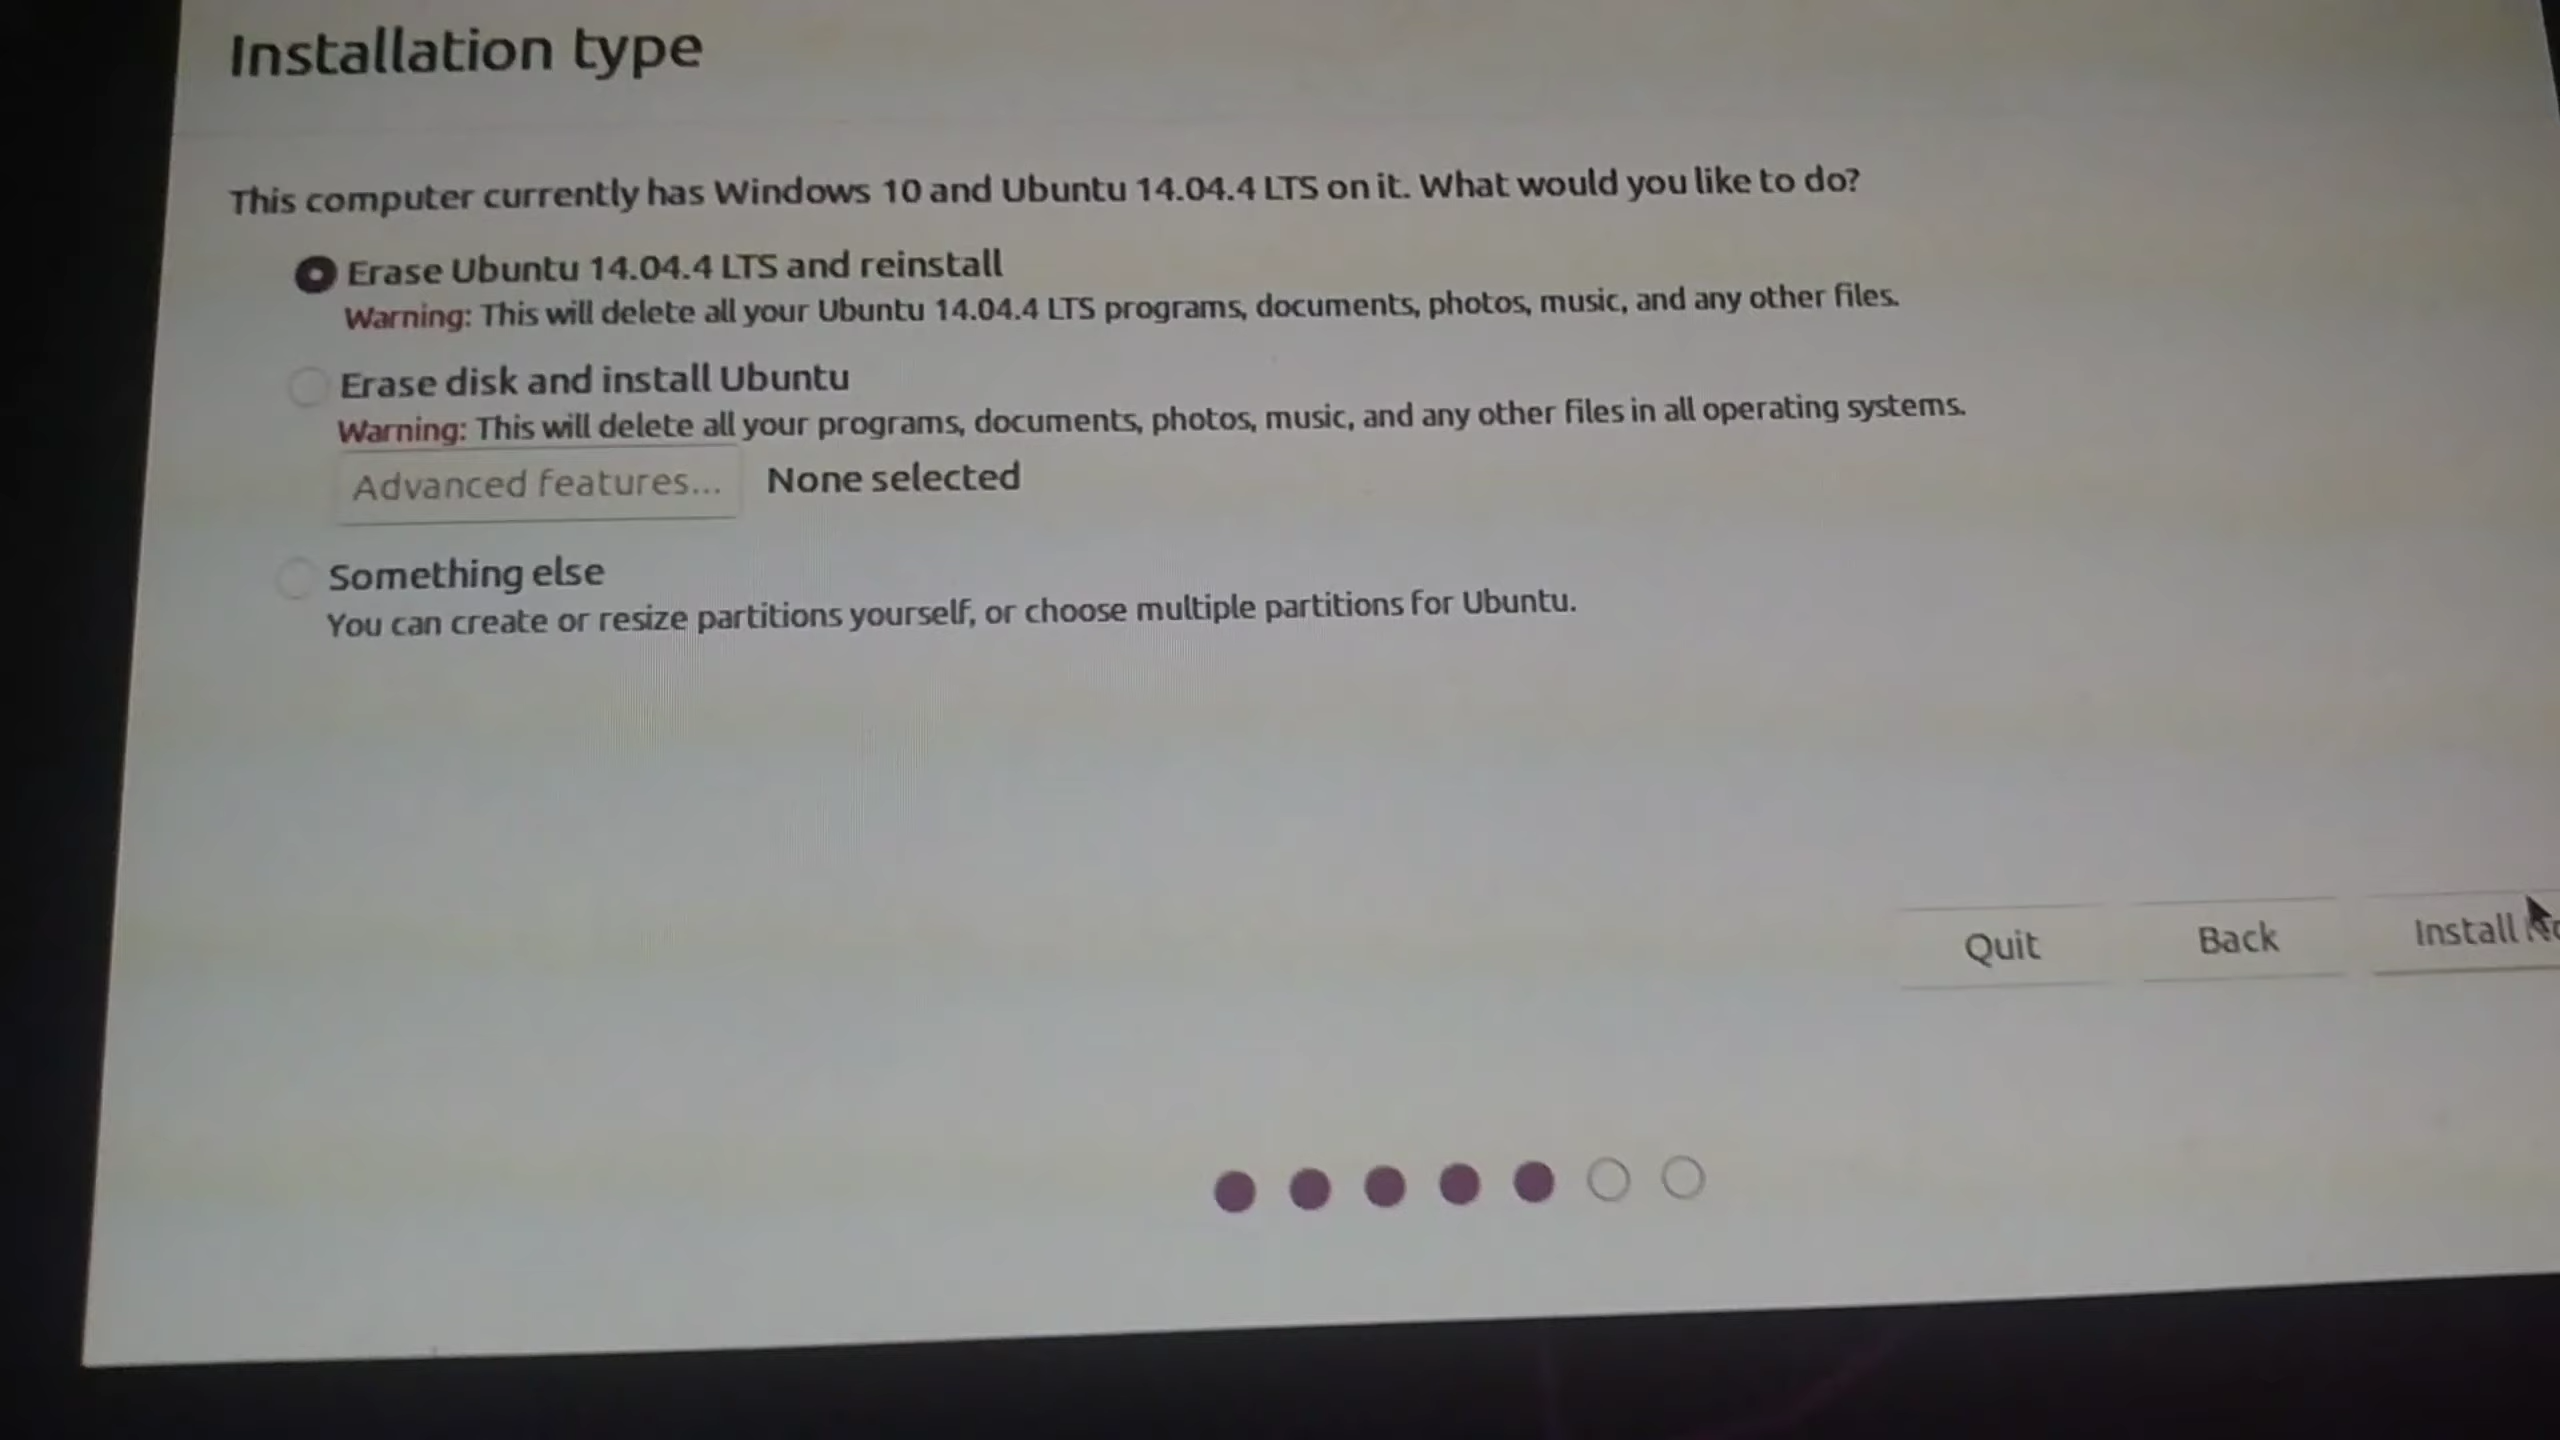 Installation type
This computer currently has Windows 10 and Ubuntu 14.04.4 LTS on it. What would you like to do?
Erase Ubuntu 14.04.4 LTS and reinstall
Warning: This will delete all your Ubuntu 14.04.4 LTS programs, documents, photos, music, and any other files.
Erase disk and install Ubuntu
Warning: This will delete all your programs, documents, photos, music, and any other files in all operating systems.
Advanced features... None selected
Something else
You can create or resize partitions yourself, or choose multiple partitions for Ubuntu.
Quit Back Install